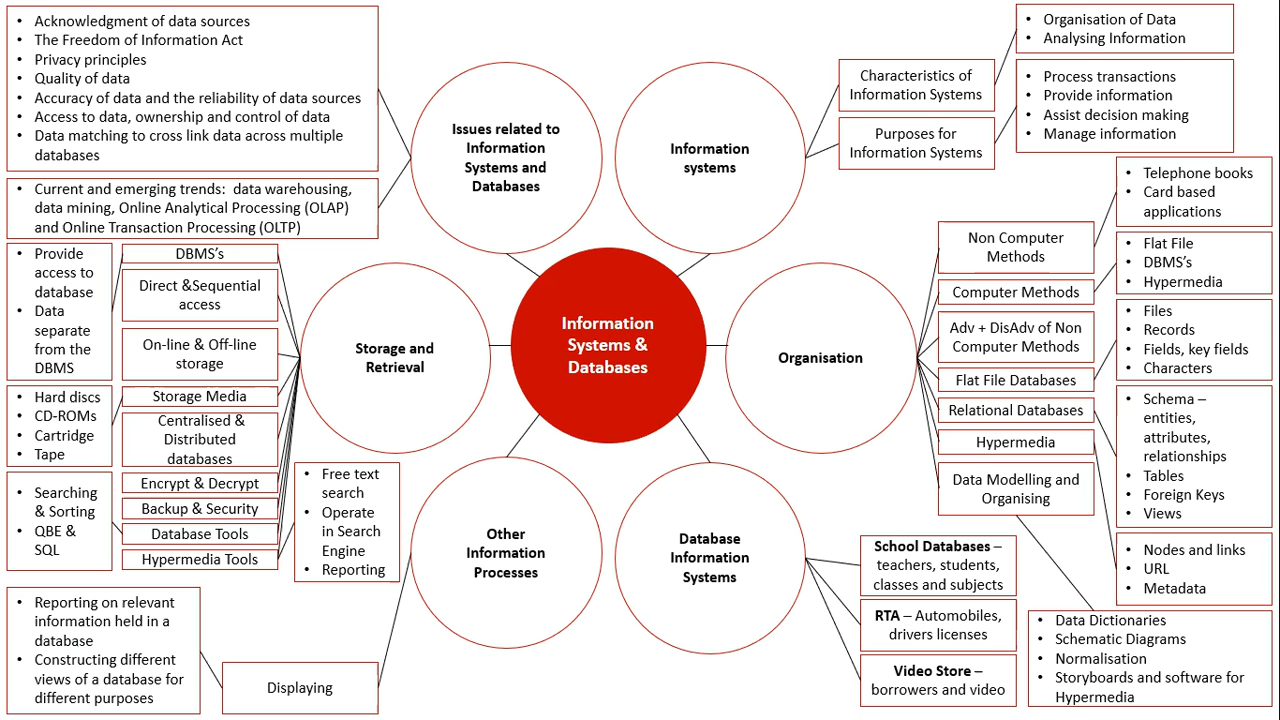 Acknowledgment of data sources
The Freedom of Information Act
Privacy principles
Quality of data
Accuracy of data and the reliability of data sources
Access to data, ownership and control of data
Data matching to cross link data across multiple
databases
Current and emerging trends:  data warehousing,
data mining, Online Analytical Processing (OLAP)
and Online Transaction Processing (OLTP)
Issues related to
Information
Systems and
Databases
Information
systems
Characteristics of
Information Systems
Purposes for
Information Systems
Organisation of Data
Analysing Information
Process transactions
Provide information
Assist decision making
Manage information
Information
Systems &
Databases
Storage and
Retrieval
DBMS's
Direct &Sequential
access
On-line & Off-line
storage
Storage Media
Centralised &
Distributed
databases
Encrypt & Decrypt
Backup & Security
Database Tools
Hypermedia Tools
Provide
access to
database
Data
separate
from the
DBMS
Hard discs
CD-ROMs
Cartridge
Tape
Searching
& Sorting
QBE &
SQL
Free text
search
Operate
in Search
Engine
Reporting
Organisation
Non Computer
Methods
Computer Methods
Adv + DisAdv of Non
Computer Methods
Flat File Databases
Relational Databases
Hypermedia
Data Modelling and
Organising
Telephone books
Card based
applications
Flat File
DBMS's
Hypermedia
Files
Records
Fields, key fields
Characters
Schema –
entities,
attributes,
relationships
Tables
Foreign Keys
Views
Nodes and links
URL
Metadata
Data Dictionaries
Schematic Diagrams
Normalisation
Storyboards and software for
Hypermedia
Other
Information
Processes
Displaying
Reporting on relevant
information held in a
database
Constructing different
views of a database for
different purposes
Database
Information
Systems
School Databases –
teachers, students,
classes and subjects
RTA – Automobiles,
drivers licenses
Video Store –
borrowers and video